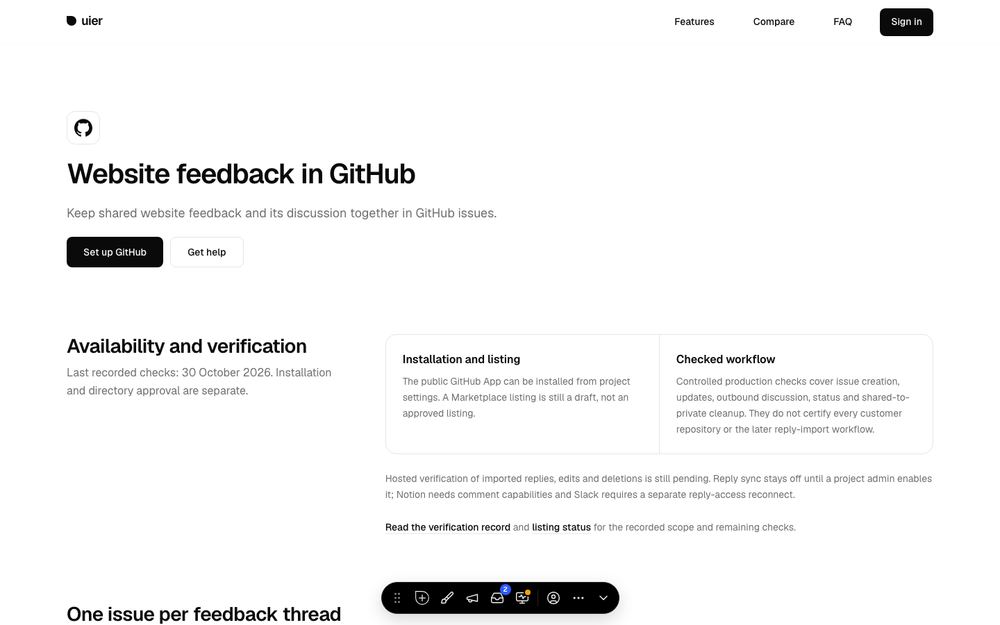 uier
Features
Compare
FAQ
Sign in
Website feedback in GitHub
Keep shared website feedback and its discussion together in GitHub issues.
Set up GitHub
Get help
Availability and verification
Last recorded checks: 30 October 2026. Installation
and directory approval are separate.
Installation and listing
The public GitHub App can be installed from project
settings. A Marketplace listing is still a draft, not an
approved listing.
Checked workflow
Controlled production checks cover issue creation,
updates, outbound discussion, status and shared-to-
private cleanup. They do not certify every customer
repository or the later reply-import workflow.
Hosted verification of imported replies, edits and deletions is still pending. Reply sync stays off until a project admin enables
it; Notion needs comment capabilities and Slack requires a separate reply-access reconnect.
Read the verification record and listing status for the recorded scope and remaining checks.
One issue per feedback thread
2